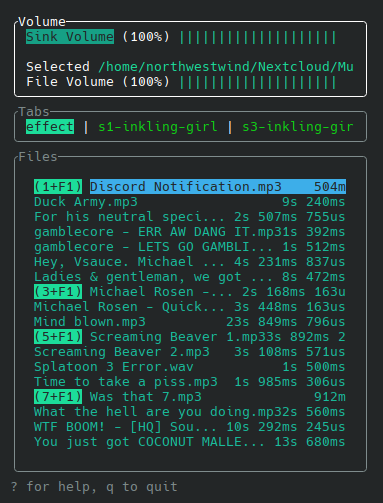 Volume
Sink Volume (100%) ||||||||||||||||||||
Selected /home/northwestwind/Nextcloud/Mu
File Volume (100%) ||||||||||||||||||||
Tabs
effect | s1-inkling-girl | s3-inkling-gir
Files
(1+F1) Discord Notification.mp3 504m
Duck Army.mp3 9s 240ms
For his neutral speci... 2s 507ms 755us
gamblecore – ERR AW DANG IT.mp31s 392ms
gamblecore – LETS GO GAMBLI... 1s 512ms
Hey, Vsauce. Michael ... 4s 231ms 837us
Ladies & gentleman, we got ... 8s 472ms
(3+F1) Michael Rosen –... 2s 168ms 163u
Michael Rosen – Quick... 3s 448ms 163us
Mind blown.mp3 23s 849ms 796us
(5+F1) Screaming Beaver 1.mp33s 892ms 2
Screaming Beaver 2.mp3 3s 108ms 571us
Splatoon 3 Error.wav 1s 500ms
Time to take a piss.mp3 1s 985ms 306us
(7+F1) Was that 7.mp3 912m
What the hell are you doing.mp32s 560ms
WTF BOOM! – [HQ] Sou... 10s 292ms 245us
You just got COCONUT MALLE... 13s 680ms
? for help, q to quit